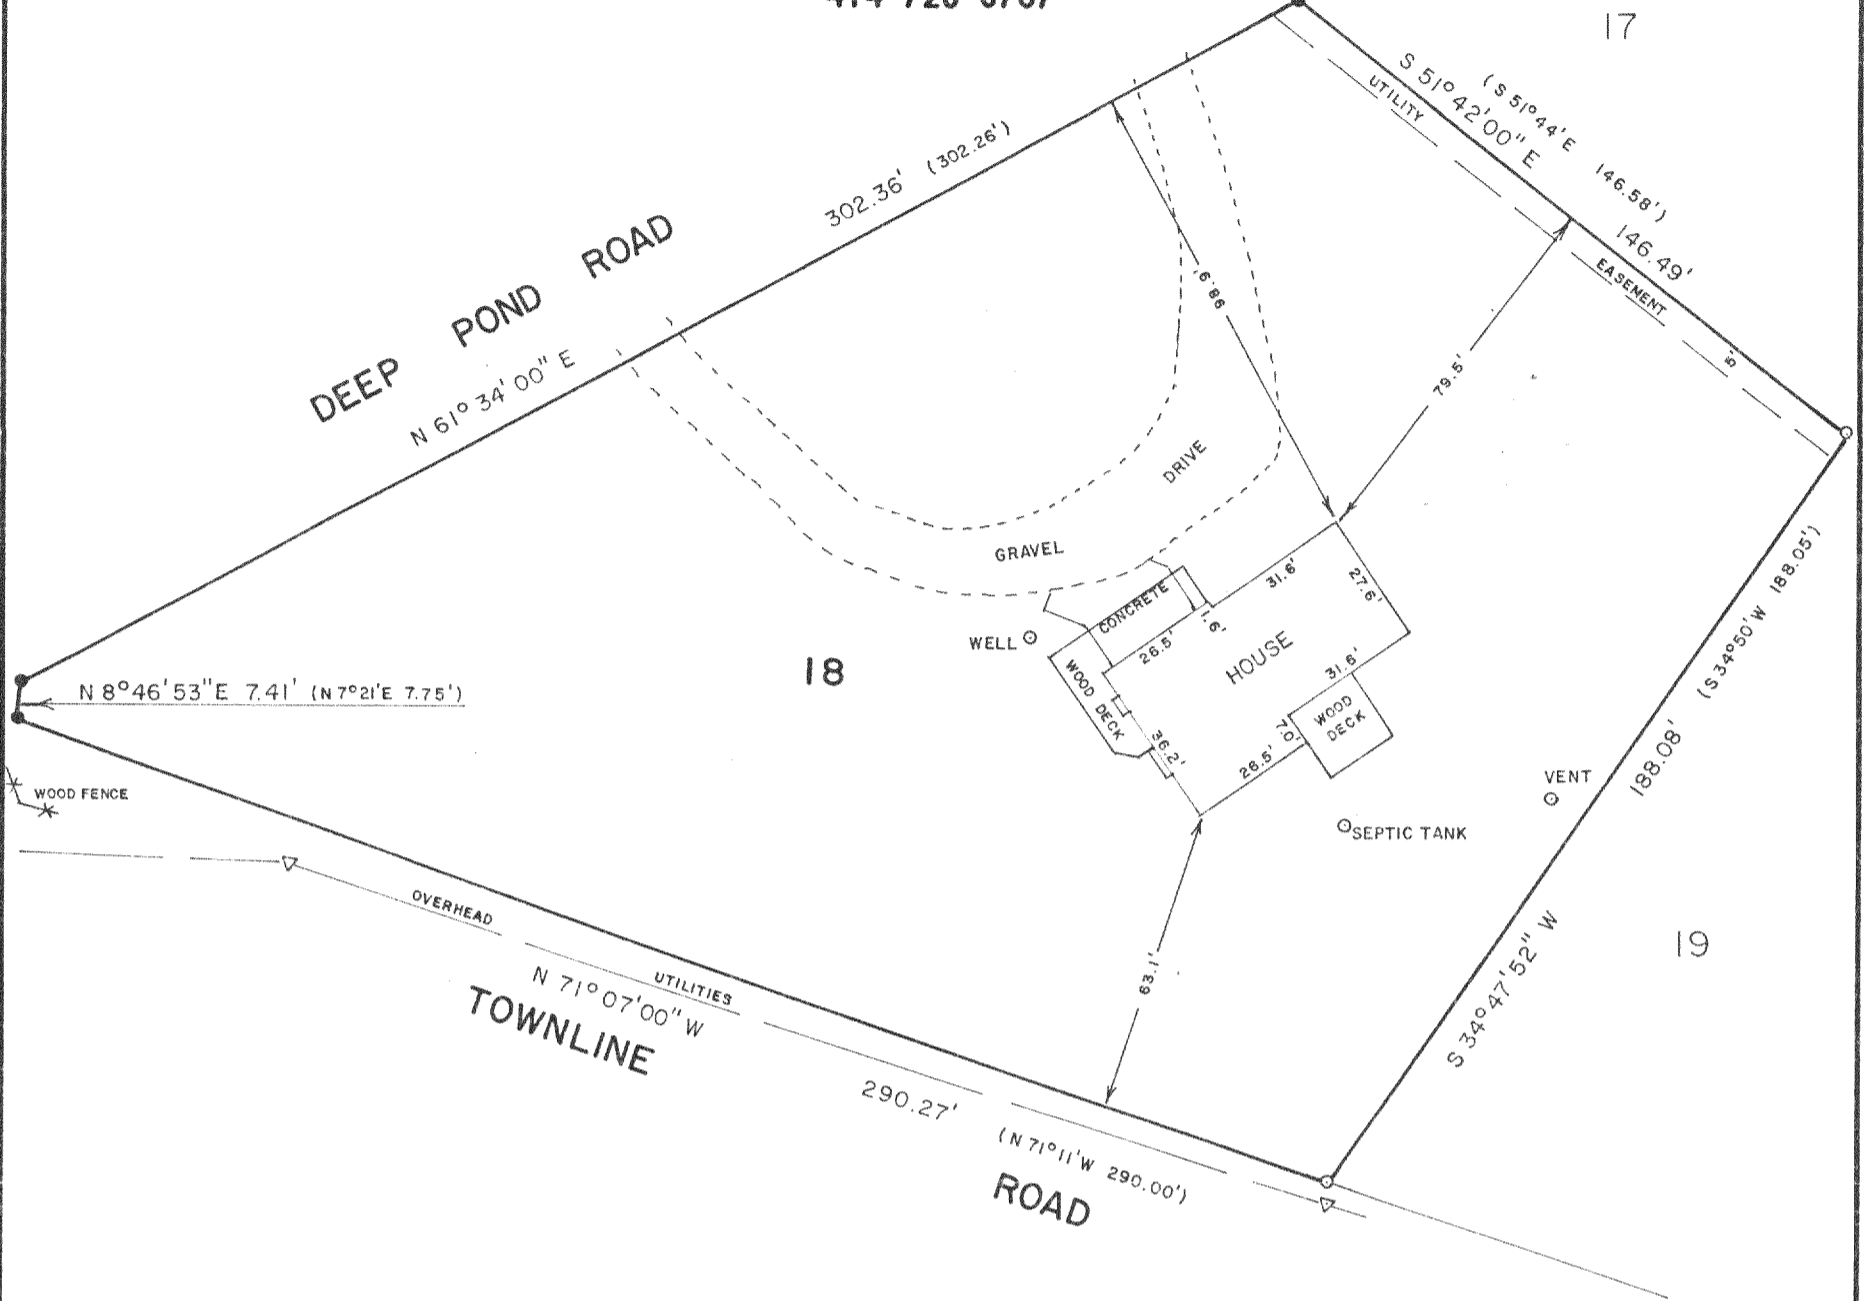 17
S 51°42'00" E
(S 51°44'E 146.58')
146.49'
UTILITY
EASEMENT
5'
302.36' (302.26')
DEEP POND ROAD
N 61° 34' 00" E
98.9'
79.5'
DRIVE
GRAVEL
CONCRETE
WELL
31.6'
27.6'
1.6'
26.5'
HOUSE
31.6'
WOOD DECK
WOOD
DECK
36.2'
7.0'
26.5'
18
N 8°46'53"E 7.41' (N 7°21'E 7.75')
WOOD FENCE
VENT
SEPTIC TANK
188.08' (S 34°50'W 188.05')
S 34°47'52" W
19
63.1'
OVERHEAD
UTILITIES
N 71°07'00" W
TOWNLINE
290.27'
(N 71°11'W 290.00')
ROAD